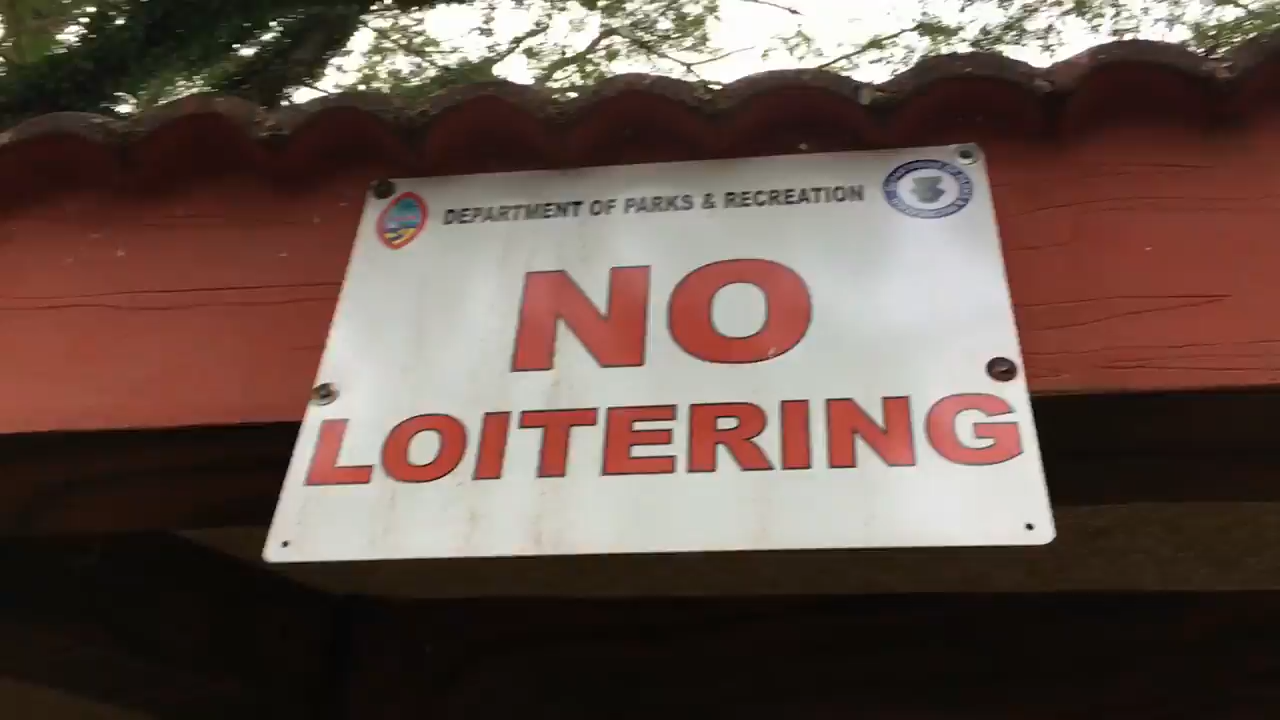 DEPARTMENT OF PARKS & RECREATION
NO
LOITERING